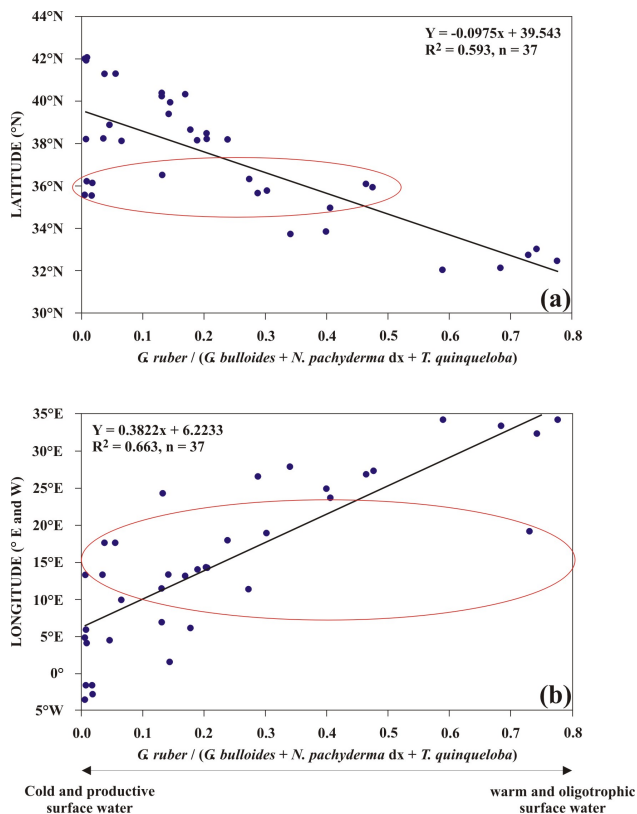 44°N
42°N
40°N
38°N
36°N
34°N
32°N
30°N
LATITUDE (°N)
Y = -0.0975x + 39.543
R² = 0.593, n = 37
(a)
0.0 0.1 0.2 0.3 0.4 0.5 0.6 0.7 0.8
G. ruber / (G. bulloides + N. pachyderma dx + T. quinqueloba)
35°E
30°E
25°E
20°E
15°E
10°E
5°E
0°
5°W
LONGITUDE (° E and W)
Y = 0.3822x + 6.2233
R² = 0.663, n = 37
(b)
0.0 0.1 0.2 0.3 0.4 0.5 0.6 0.7 0.8
G. ruber / (G. bulloides + N. pachyderma dx + T. quinqueloba)
Cold and productive
surface water
warm and oligotrophic
surface water